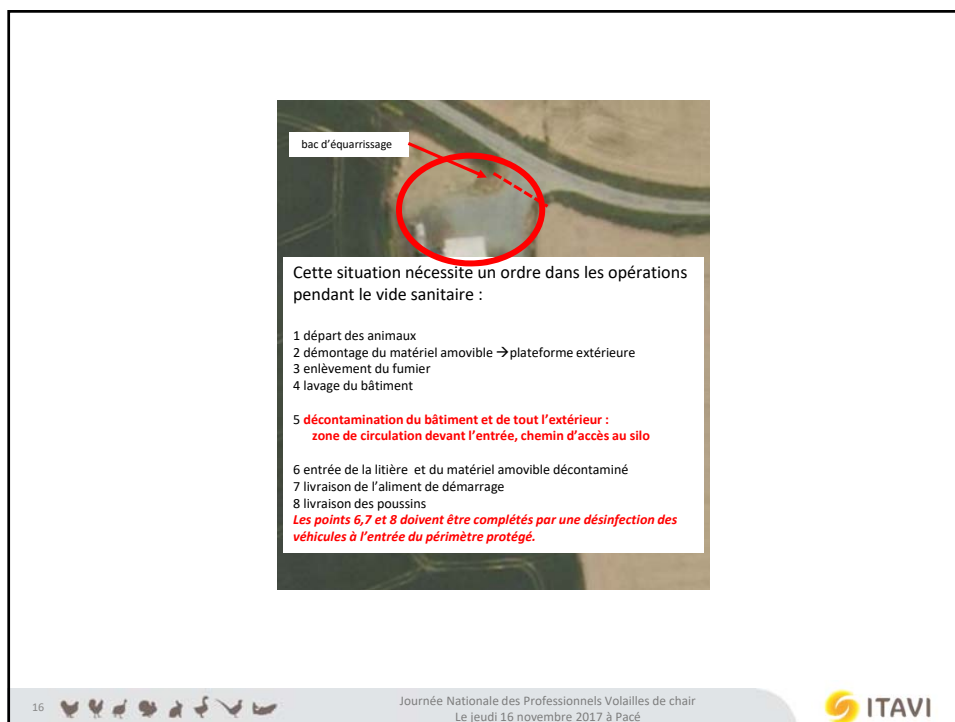 bac d'équarrissage
Cette situation nécessite un ordre dans les opérations
pendant le vide sanitaire :
1 départ des animaux
2 démontage du matériel amovible →plateforme extérieure
3 enlèvement du fumier
4 lavage du bâtiment
5 décontamination du bâtiment et de tout l'extérieur :
zone de circulation devant l'entrée, chemin d'accès au silo
6 entrée de la litière et du matériel amovible décontaminé
7 livraison de l'aliment de démarrage
8 livraison des poussins
Les points 6,7 et 8 doivent être complétés par une désinfection des
véhicules à l'entrée du périmètre protégé.
16
Journée Nationale des Professionnels Volailles de chair
Le jeudi 16 novembre 2017 à Pacé
ITAVI